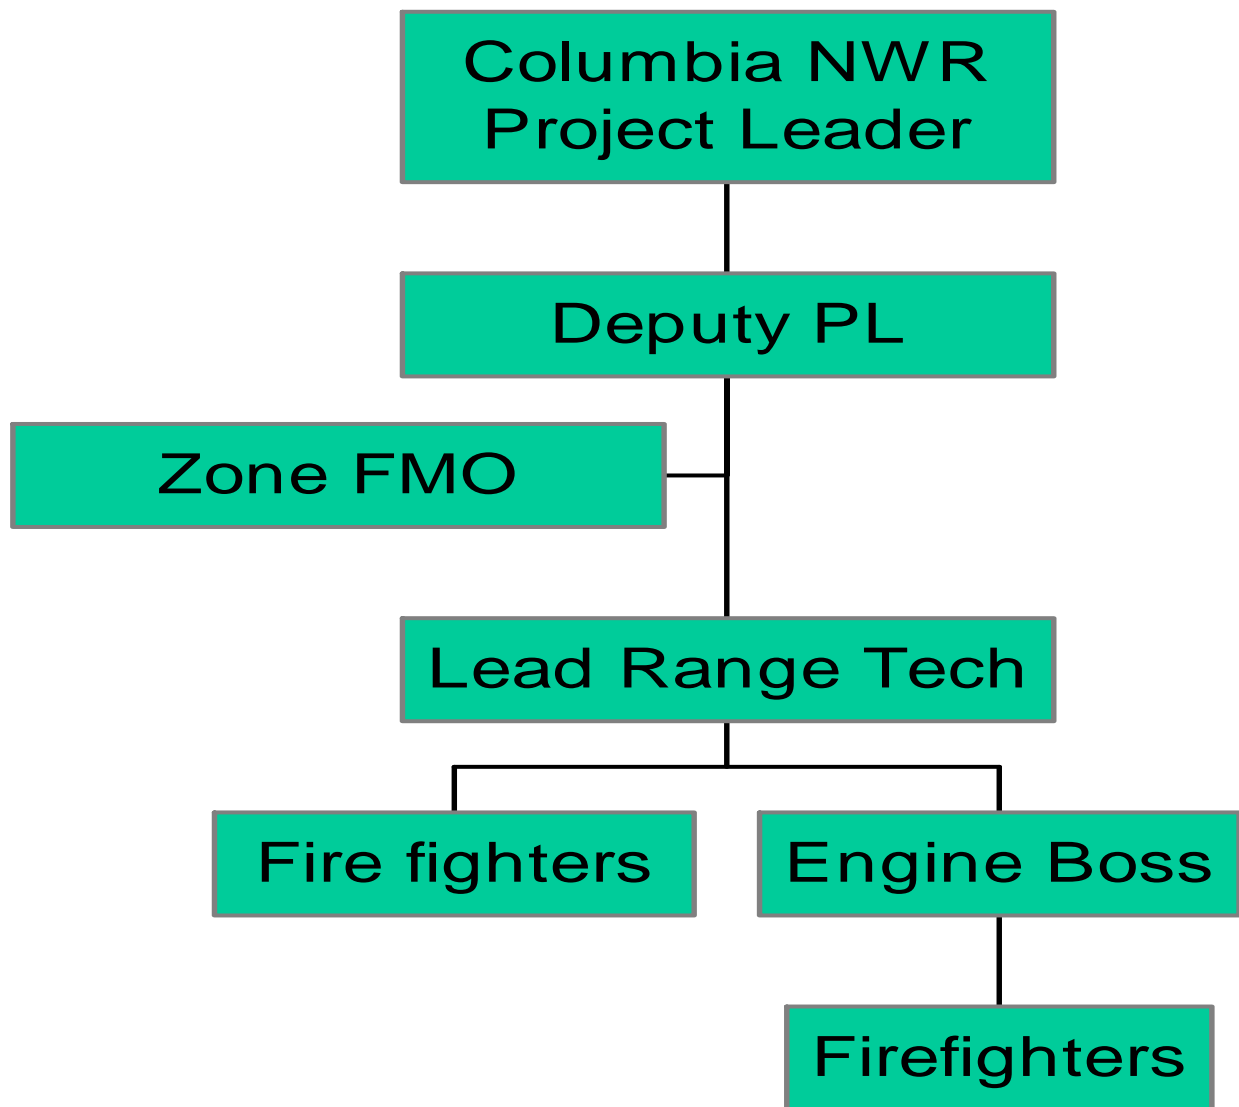 Columbia NWR
Project Leader
Deputy PL
Zone FMO
Lead Range Tech
Fire fighters
Engine Boss
Firefighters